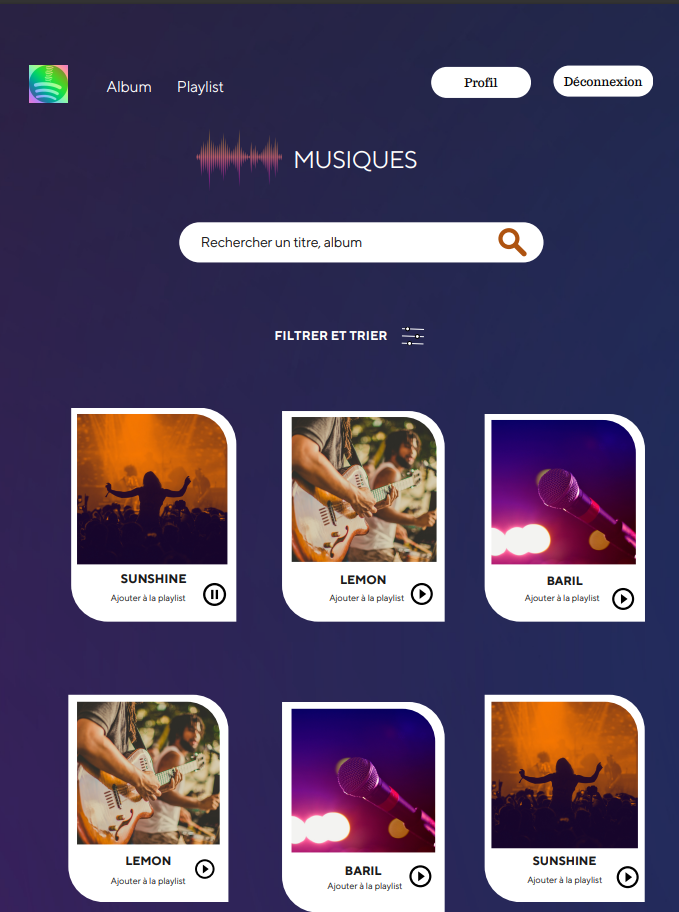 Album Playlist Profil Déconnexion
MUSIQUES
Rechercher un titre, album
FILTRER ET TRIER
SUNSHINE
Ajouter à la playlist
LEMON
Ajouter à la playlist
BARIL
Ajouter à la playlist
LEMON
Ajouter à la playlist
BARIL
Ajouter à la playlist
SUNSHINE
Ajouter à la playlist